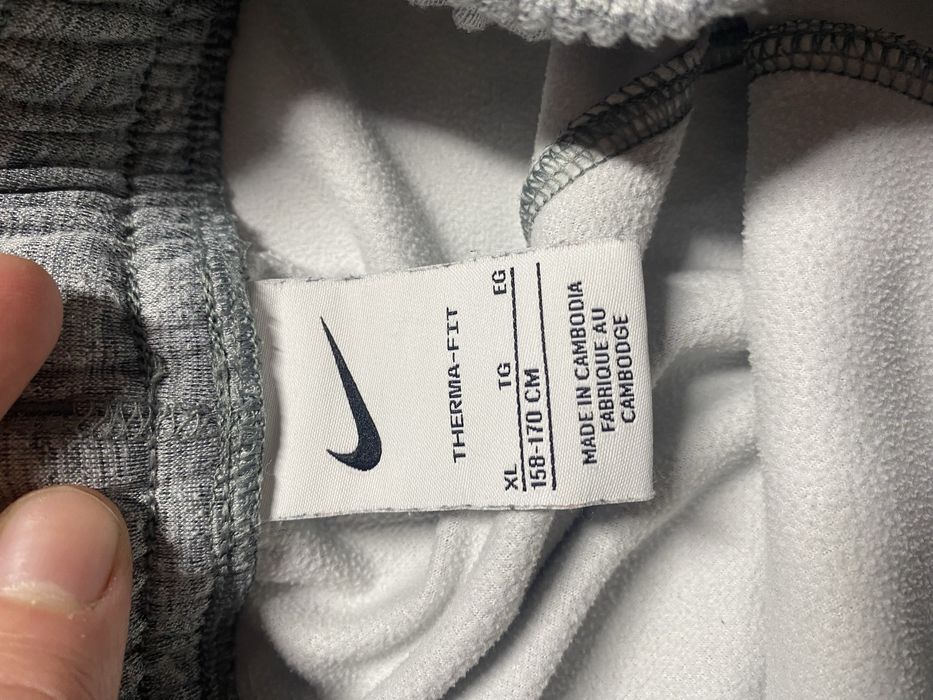 THERMA-FIT
XL TG EG
158-170 CM
MADE IN CAMBODIA
FABRIQUE AU
CAMBODGE